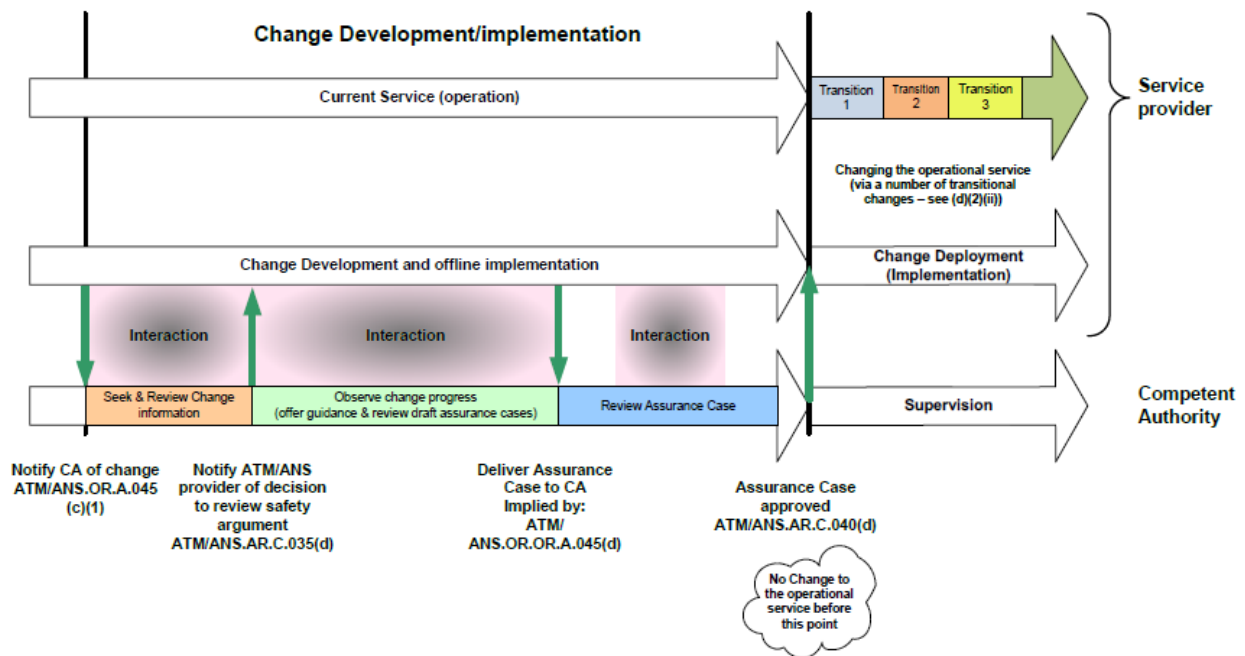 Change Development/implementation
Current Service (operation)
Transition
1
Transition
2
Transition
3
Service
provider
Changing the operational service
(via a number of transitional
changes – see (d)(2)(ii))
Change Development and offline implementation
Change Deployment
(Implementation)
Interaction
Interaction
Interaction
Seek & Review Change
information
Observe change progress
(offer guidance & review draft assurance cases)
Review Assurance Case
Supervision
Competent
Authority
Notify CA of change
ATM/ANS.OR.A.045
(c)(1)
Notify ATM/ANS
provider of decision
to review safety
argument
ATM/ANS.AR.C.035(d)
Deliver Assurance
Case to CA
Implied by:
ATM/
ANS.OR.OR.A.045(d)
Assurance Case
approved
ATM/ANS.AR.C.040(d)
No Change to
the operational
service before
this point